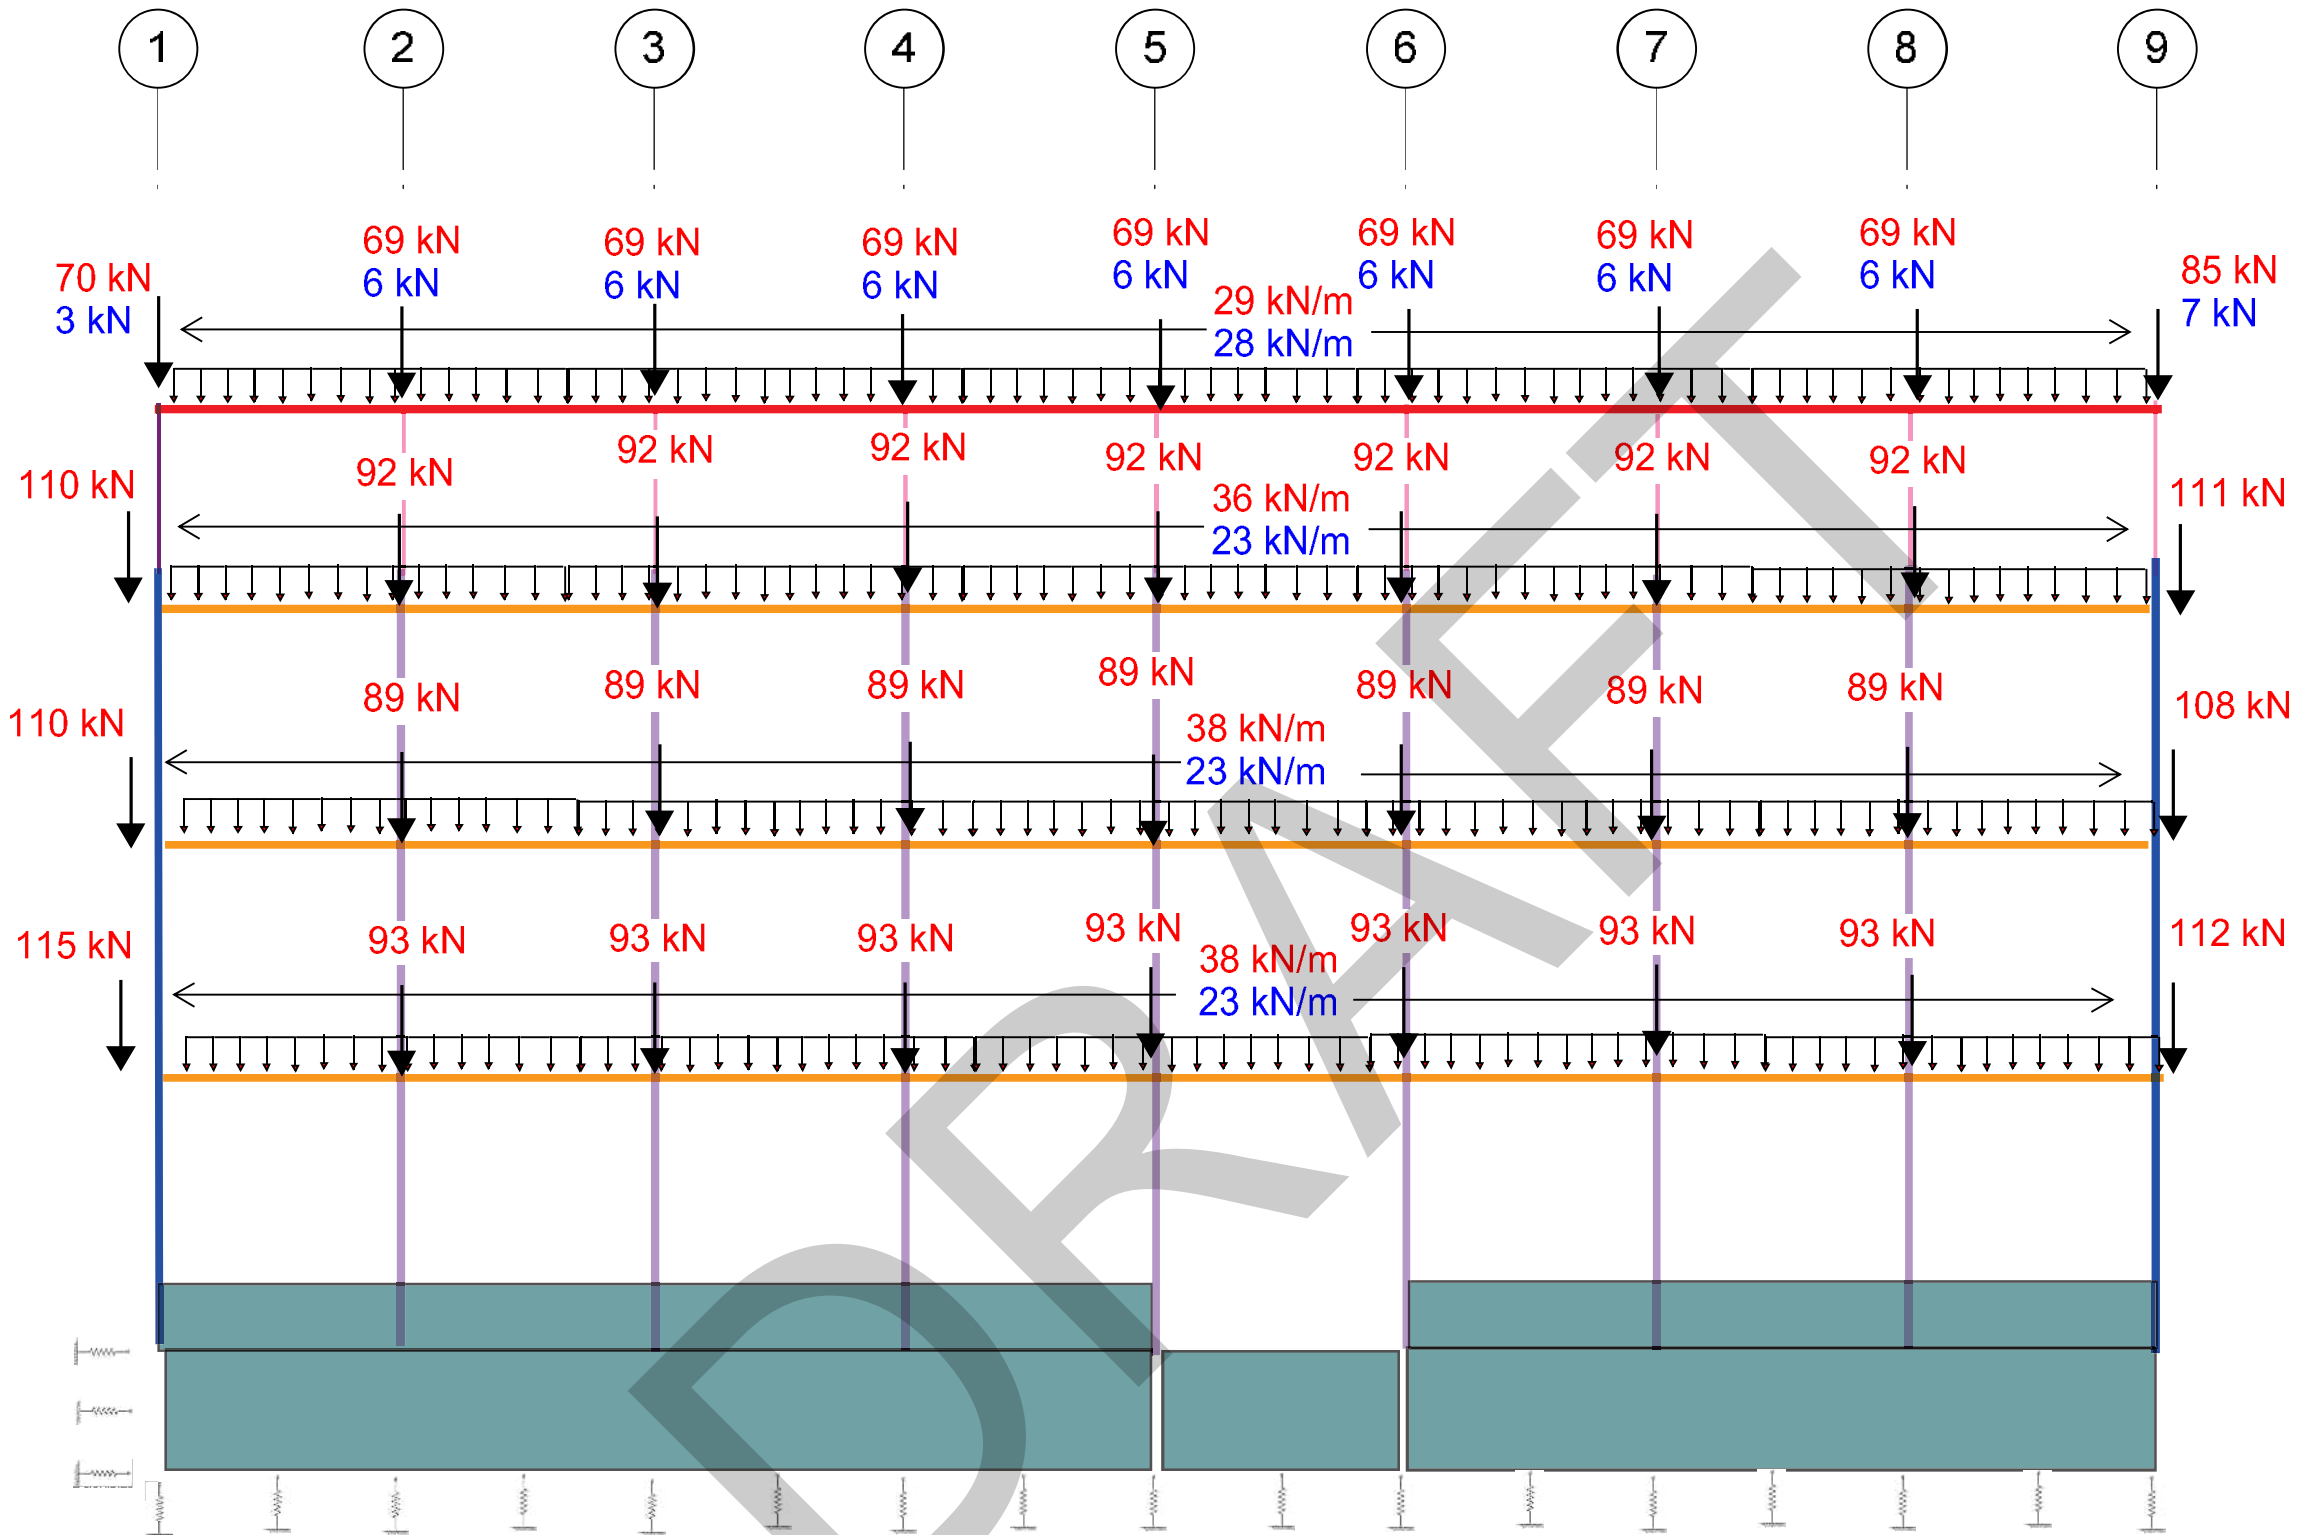 1 2 3 4 5 6 7 8 9
70 kN 69 kN 69 kN 69 kN 69 kN 69 kN 69 kN 69 kN 85 kN
3 kN 6 kN 6 kN 6 kN 6 kN 6 kN 6 kN 6 kN 7 kN
29 kN/m
28 kN/m
110 kN 92 kN 92 kN 92 kN 92 kN 92 kN 92 kN 92 kN 111 kN
36 kN/m
23 kN/m
110 kN 89 kN 89 kN 89 kN 89 kN 89 kN 89 kN 89 kN 108 kN
38 kN/m
23 kN/m
115 kN 93 kN 93 kN 93 kN 93 kN 93 kN 93 kN 93 kN 112 kN
38 kN/m
23 kN/m
DRAFT